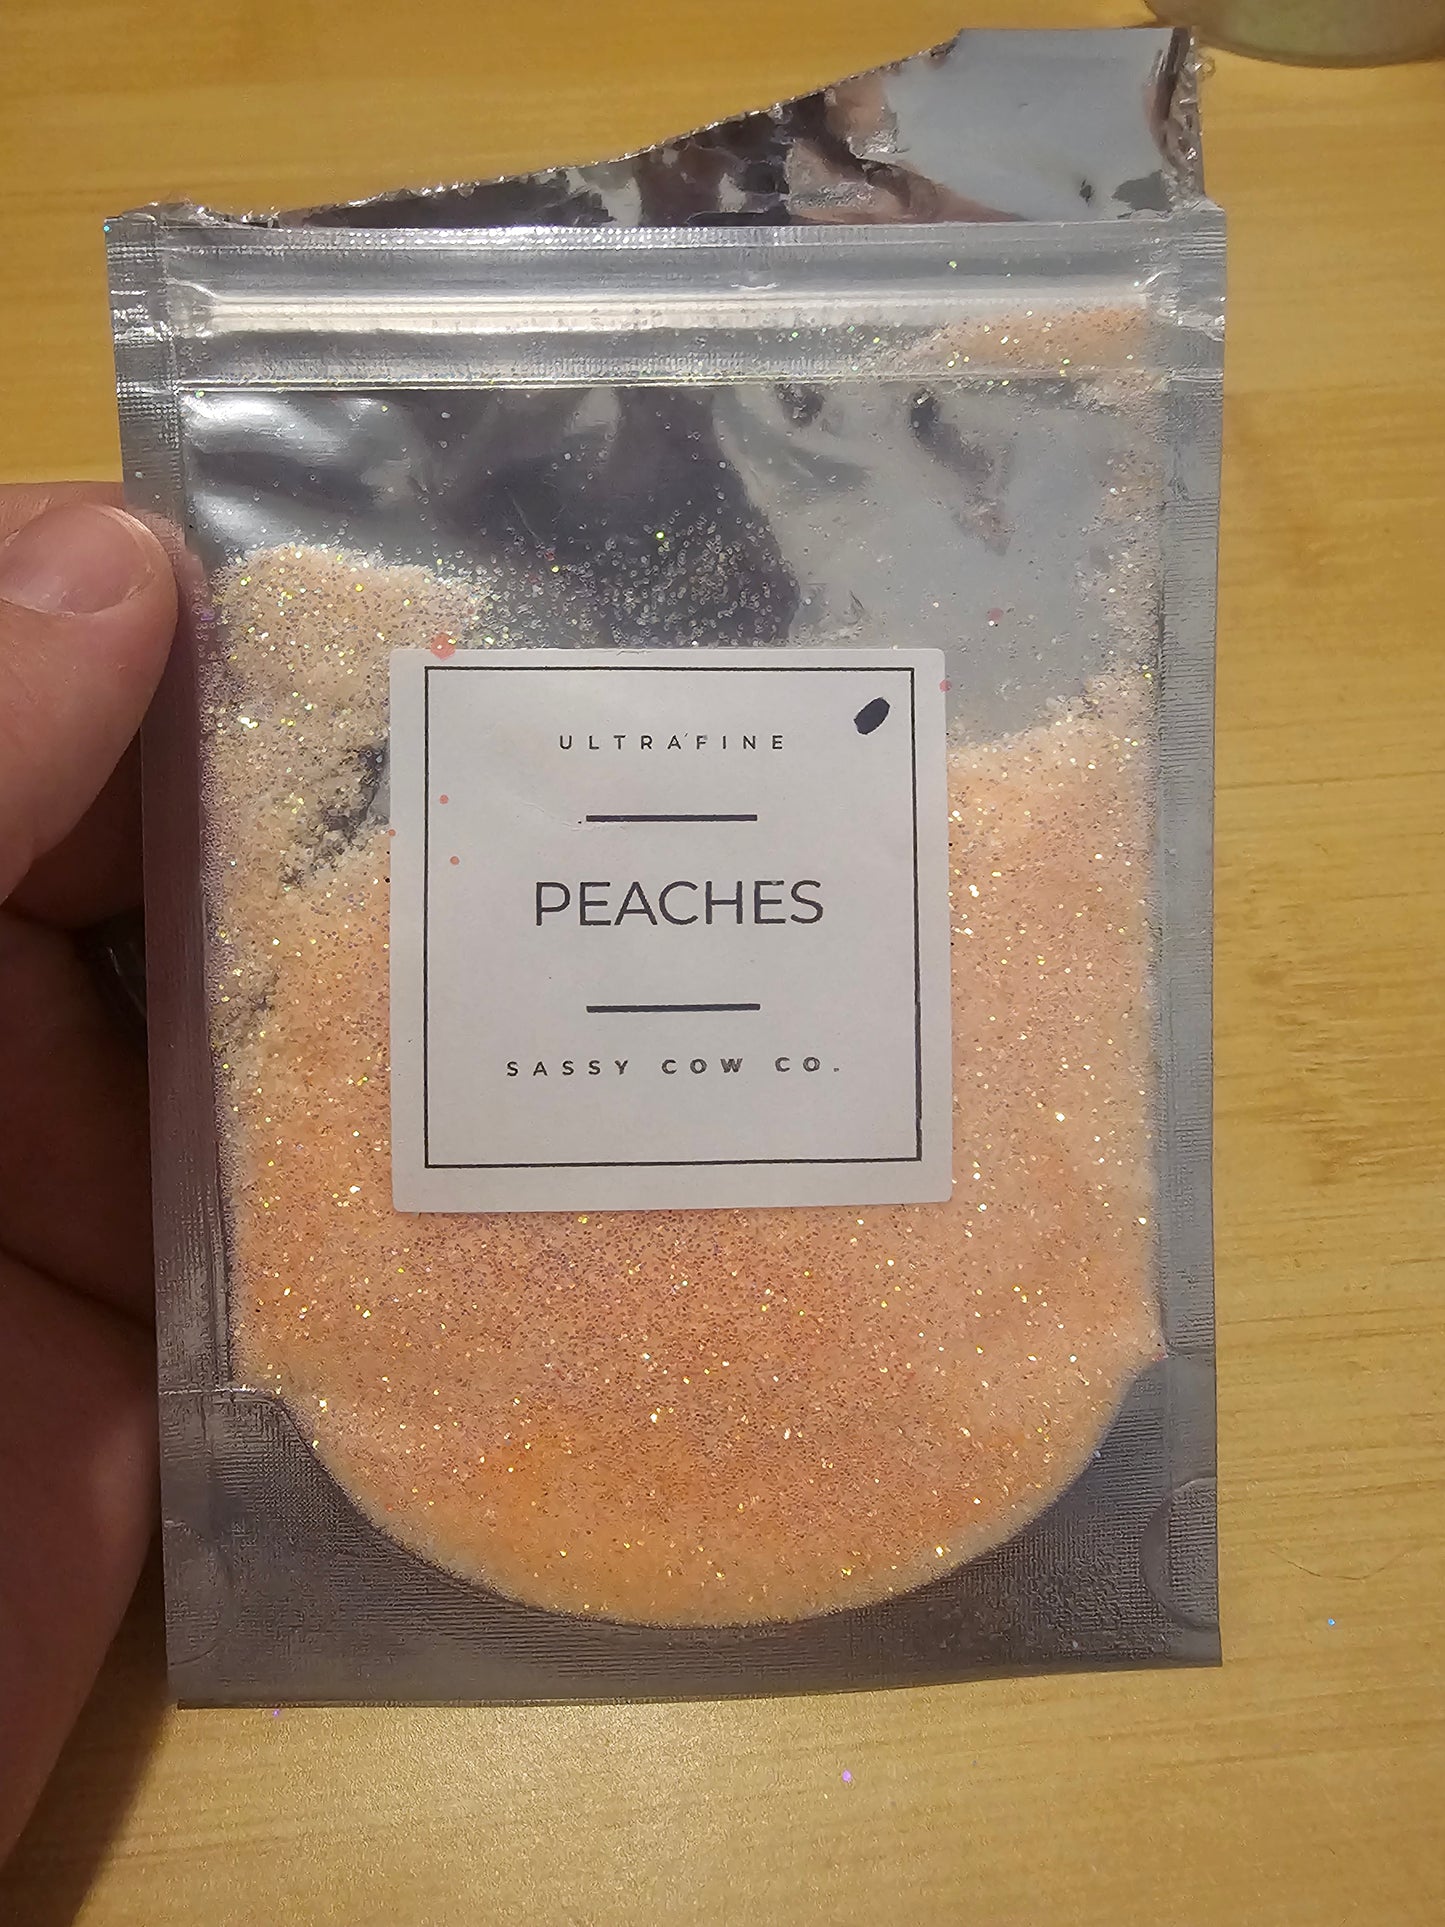 ULTRAFINE
PEACHES
SASSY COW CO.